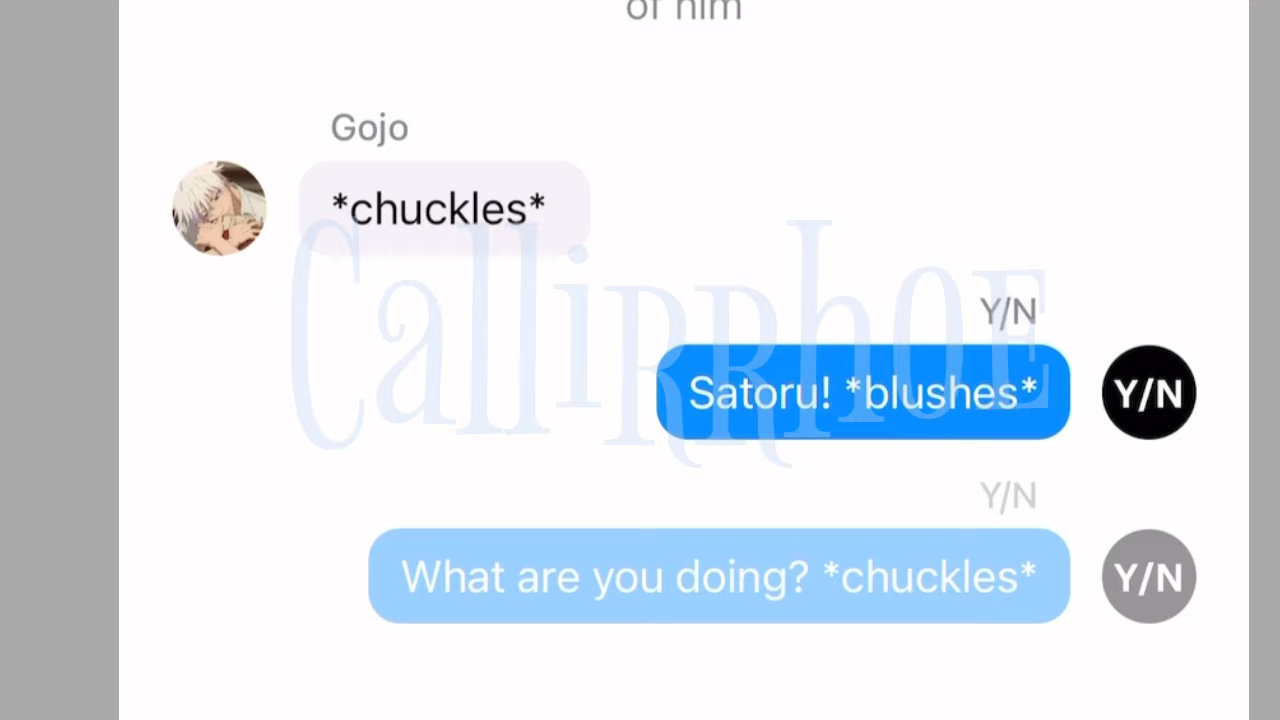 of him
Gojo
*chuckles*
CallirrhoE
Y/N
Satoru! *blushes*
Y/N
Y/N
What are you doing? *chuckles*
Y/N